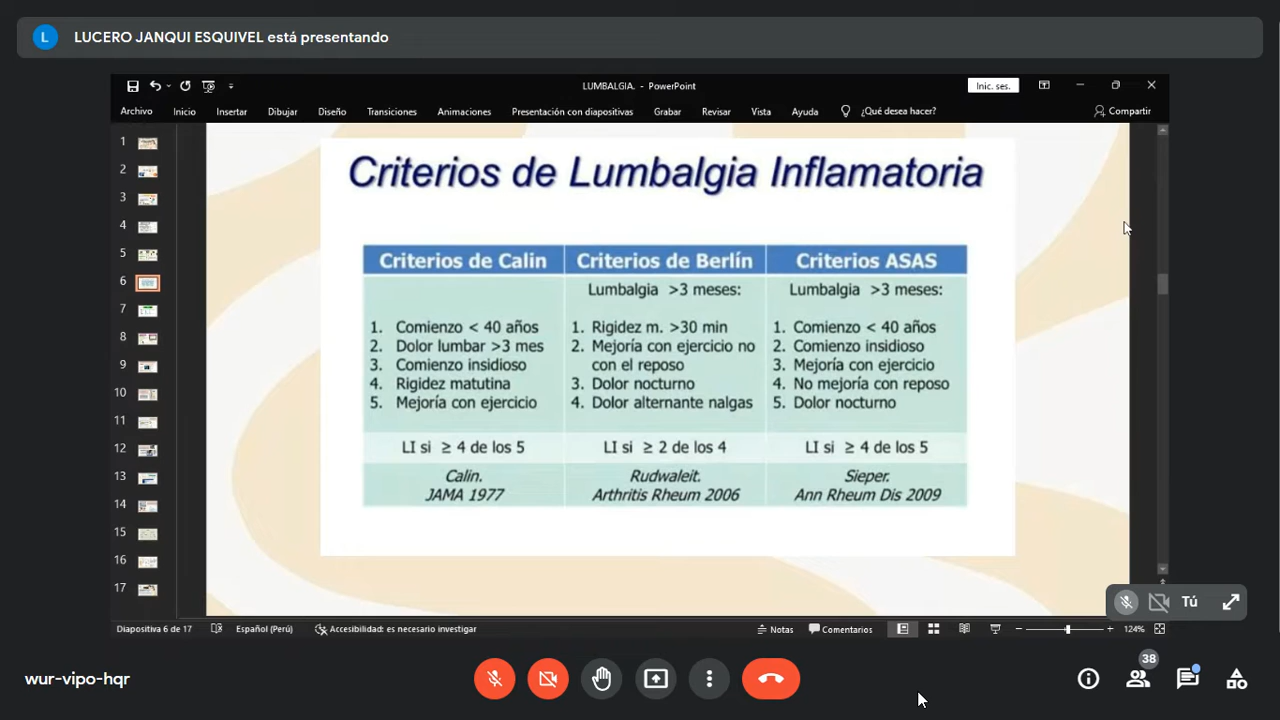 L LUCERO JANQUI ESQUIVEL está presentando
LUMBALGIA. - PowerPoint
Inic. ses.
Archivo Inicio Insertar Dibujar Diseño Transiciones Animaciones Presentación con diapositivas Grabar Revisar Vista Ayuda ¿Qué desea hacer? Compartir
1
2
3
4
5
6
7
8
9
10
11
12
13
14
15
16
17
Criterios de Lumbalgia Inflamatoria
Criterios de Calin
1. Comienzo < 40 años
2. Dolor lumbar >3 mes
3. Comienzo insidioso
4. Rigidez matutina
5. Mejoría con ejercicio
LI si ≥ 4 de los 5
Calin.
JAMA 1977
Criterios de Berlín
Lumbalgia >3 meses:
1. Rigidez m. >30 min
2. Mejoría con ejercicio no
con el reposo
3. Dolor nocturno
4. Dolor alternante nalgas
LI si ≥ 2 de los 4
Rudwaleit.
Arthritis Rheum 2006
Criterios ASAS
Lumbalgia >3 meses:
1. Comienzo < 40 años
2. Comienzo insidioso
3. Mejoría con ejercicio
4. No mejoría con reposo
5. Dolor nocturno
LI si ≥ 4 de los 5
Sieper.
Ann Rheum Dis 2009
Tú
Diapositiva 6 de 17 Español (Perú) Accesibilidad: es necesario investigar Notas Comentarios 124%
wur-vipo-hqr
38